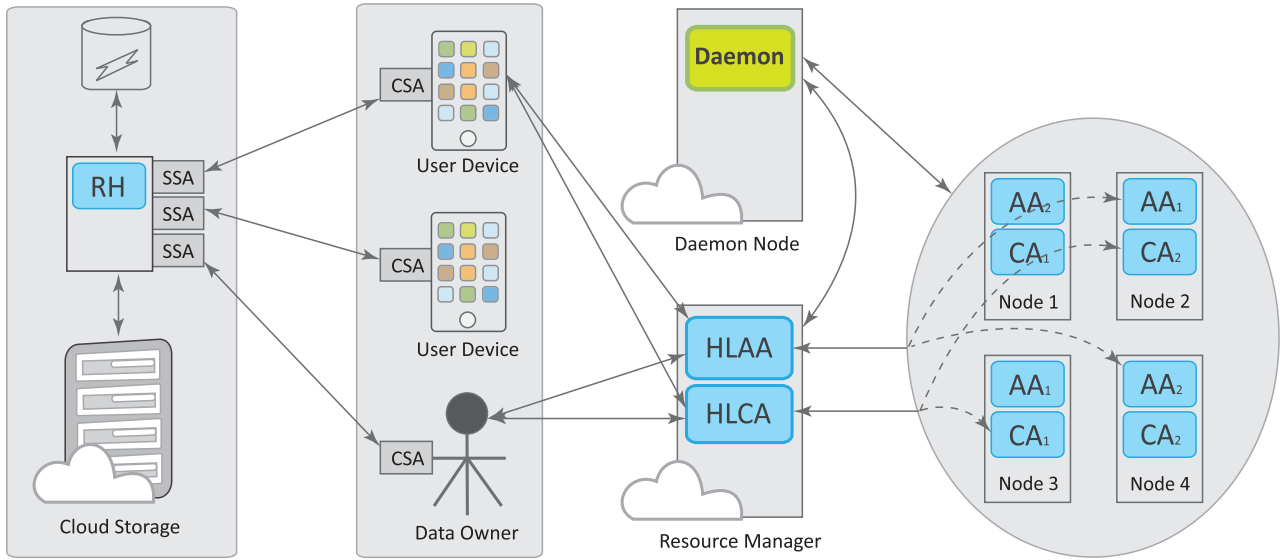 RH
SSA
SSA
SSA
Cloud Storage
CSA
User Device
CSA
User Device
CSA
Data Owner
Daemon
Daemon Node
HLAA
HLCA
Resource Manager
AA2
CA1
Node 1
AA1
CA2
Node 2
AA1
CA1
Node 3
AA2
CA2
Node 4